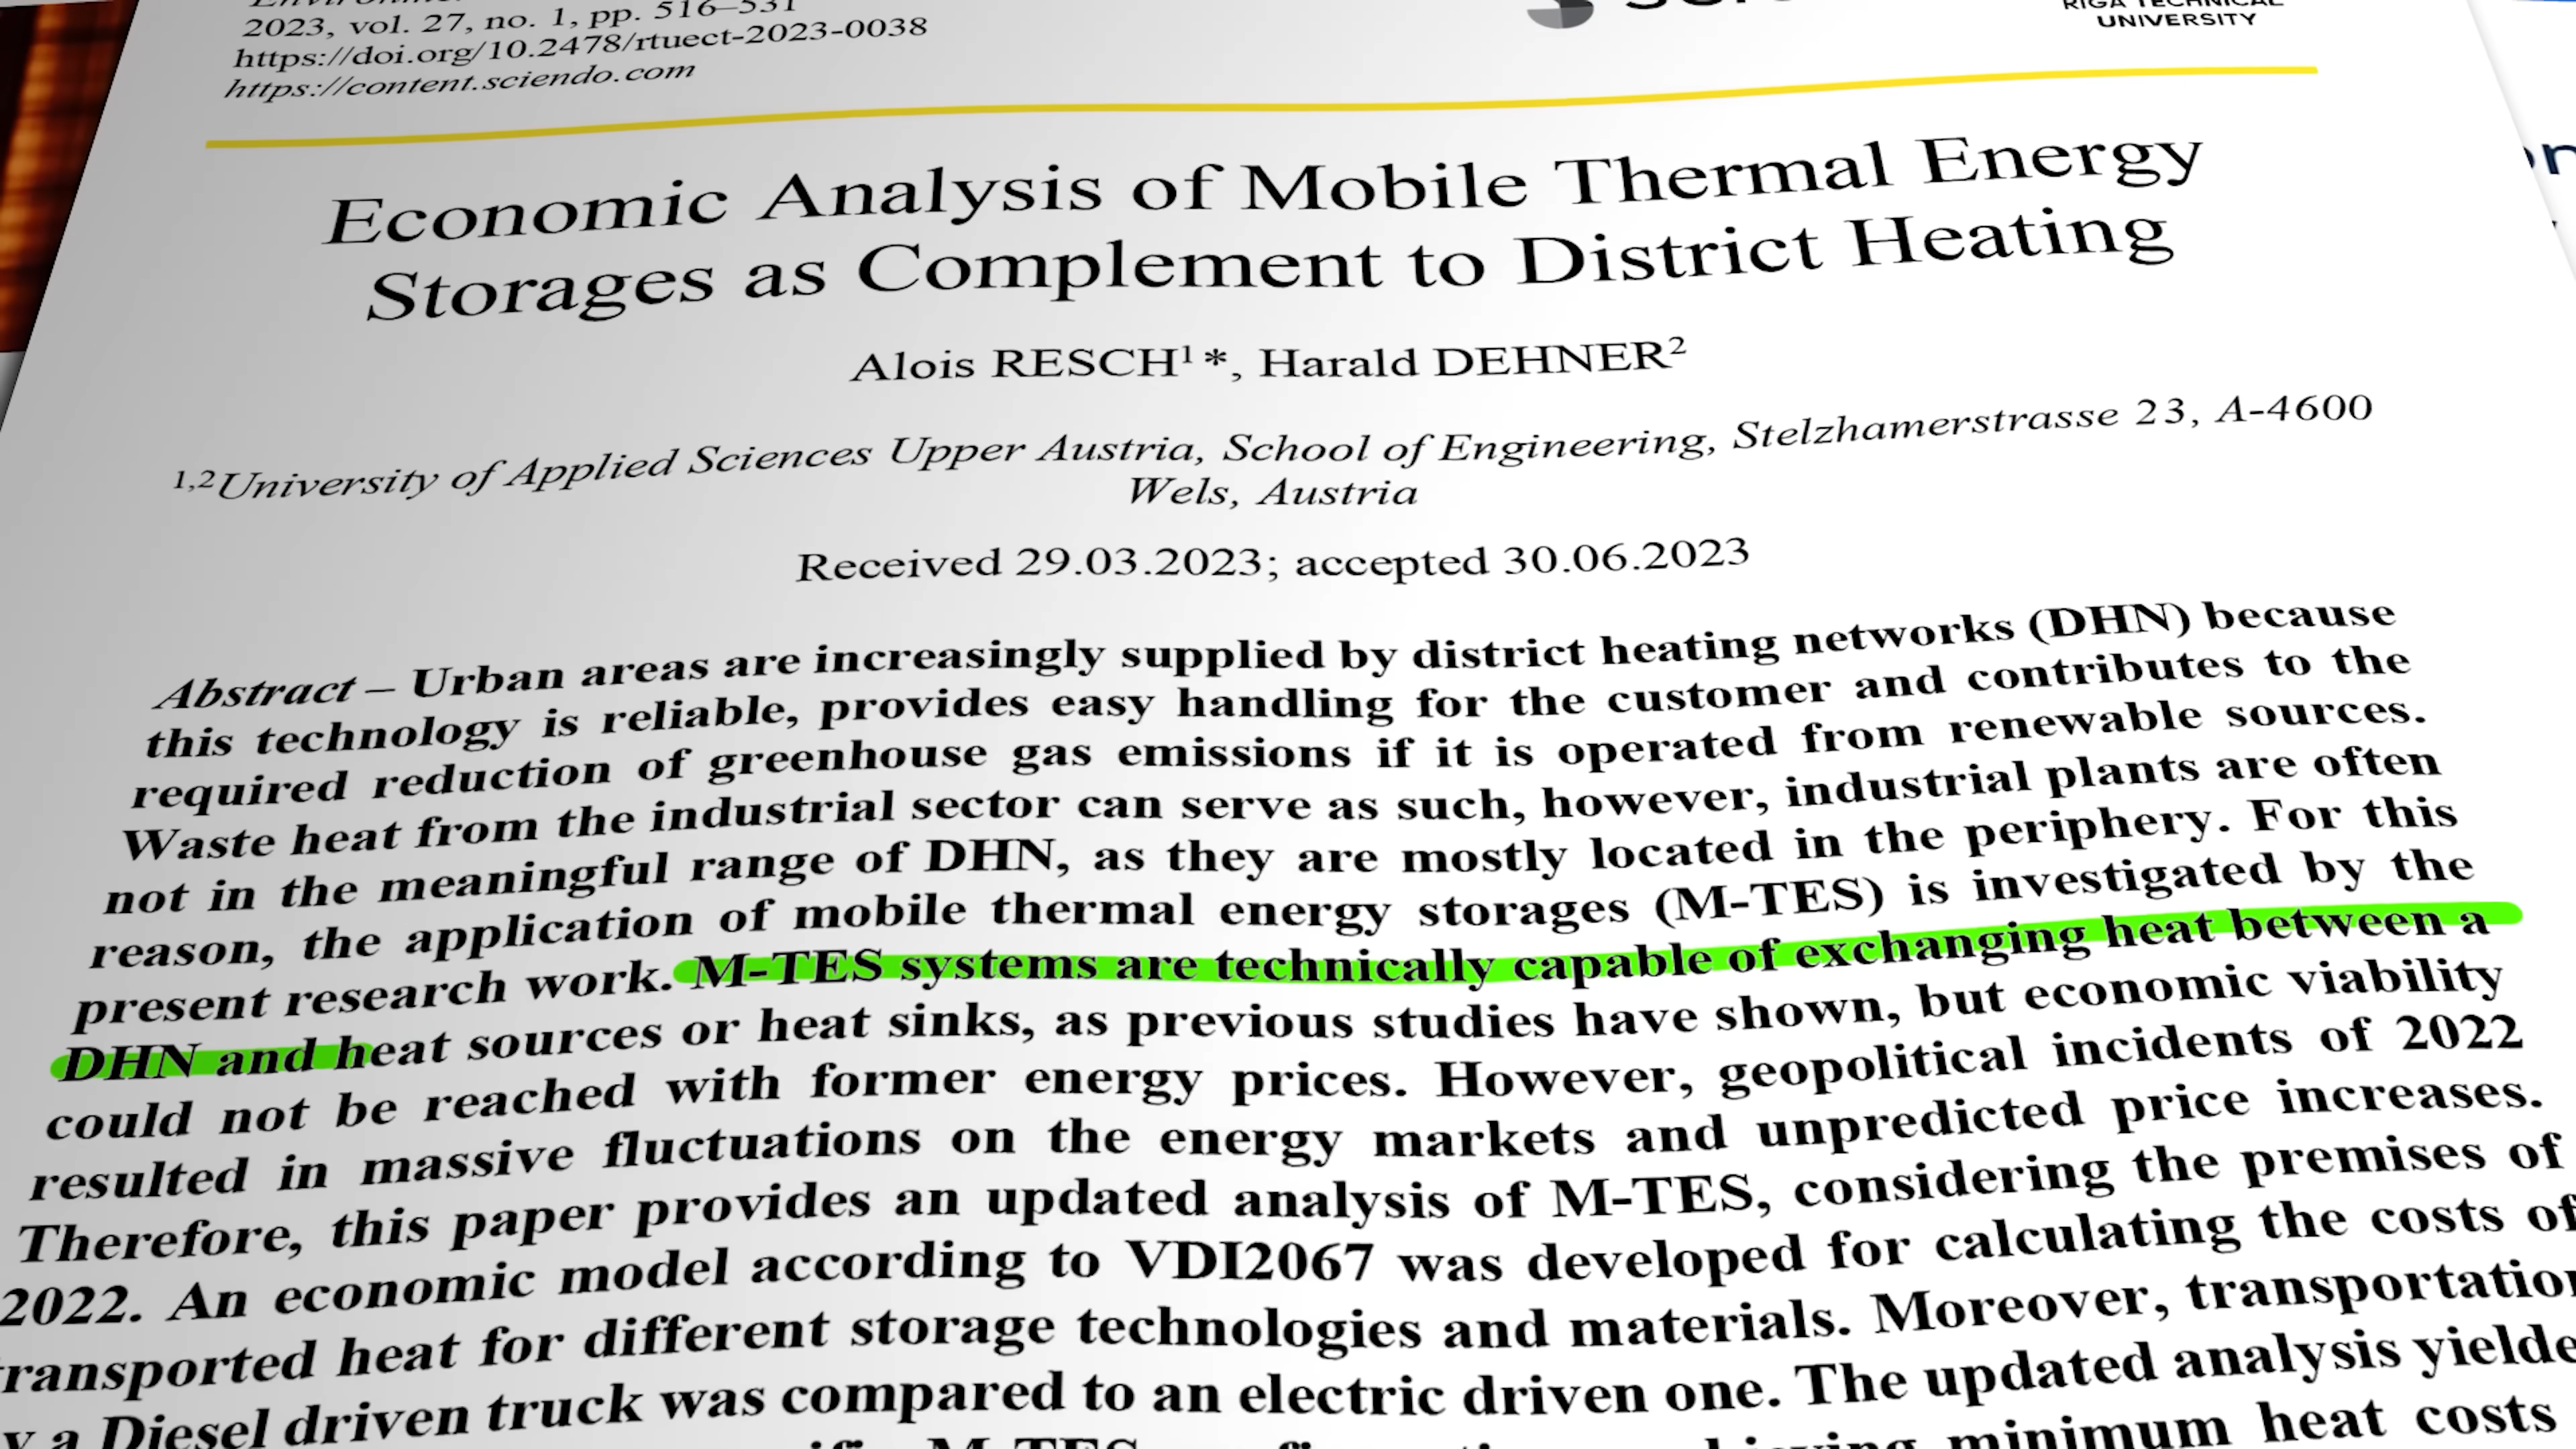 2023, vol. 27, no. 1, pp. 516–531
https://doi.org/10.2478/rtuect-2023-0038
https://content.sciendo.com
RIGA TECHNICAL
UNIVERSITY
Economic Analysis of Mobile Thermal Energy
Storages as Complement to District Heating
Alois RESCH¹*, Harald DEHNER²
¹,²University of Applied Sciences Upper Austria, School of Engineering, Stelzhamerstrasse 23, A-4600
Wels, Austria
Received 29.03.2023; accepted 30.06.2023
Abstract – Urban areas are increasingly supplied by district heating networks (DHN) because
this technology is reliable, provides easy handling for the customer and contributes to the
required reduction of greenhouse gas emissions if it is operated from renewable sources.
Waste heat from the industrial sector can serve as such, however, industrial plants are often
not in the meaningful range of DHN, as they are mostly located in the periphery. For this
reason, the application of mobile thermal energy storages (M-TES) is investigated by the
present research work. M-TES systems are technically capable of exchanging heat between a
DHN and heat sources or heat sinks, as previous studies have shown, but economic viability
could not be reached with former energy prices. However, geopolitical incidents of 2022
resulted in massive fluctuations on the energy markets and unpredicted price increases.
Therefore, this paper provides an updated analysis of M-TES, considering the premises of
2022. An economic model according to VDI2067 was developed for calculating the costs of
transported heat for different storage technologies and materials. Moreover, transportation
a Diesel driven truck was compared to an electric driven one. The updated analysis yielde
minimum heat costs